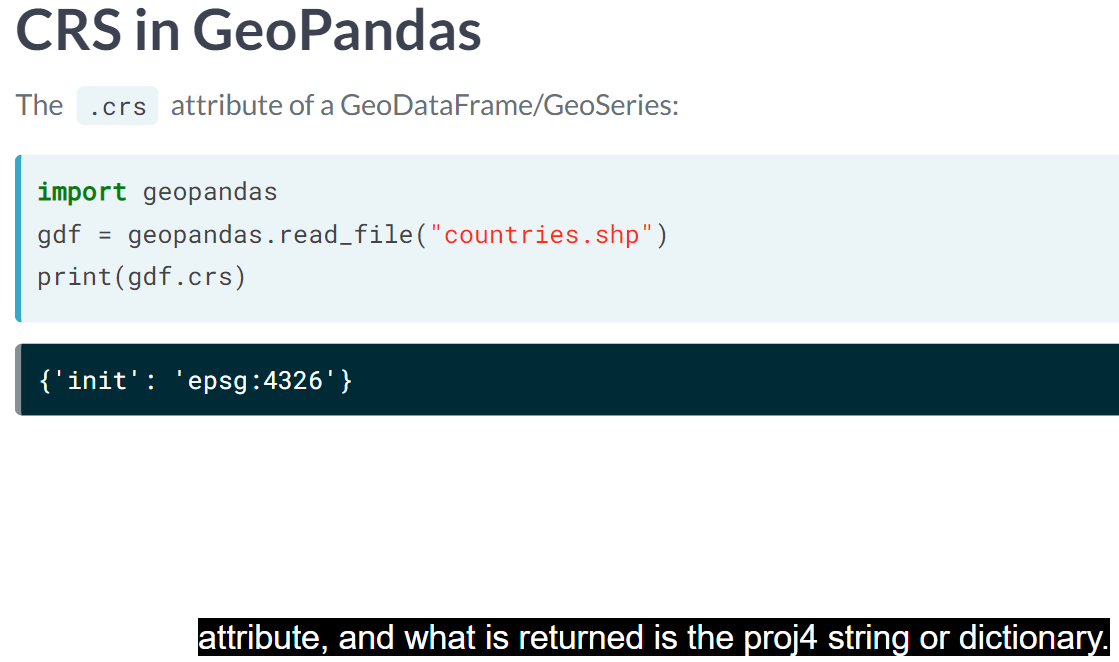 CRS in GeoPandas
The .crs attribute of a GeoDataFrame/GeoSeries:
import geopandas
gdf = geopandas.read_file("countries.shp")
print(gdf.crs)
{'init': 'epsg:4326'}
attribute, and what is returned is the proj4 string or dictionary.